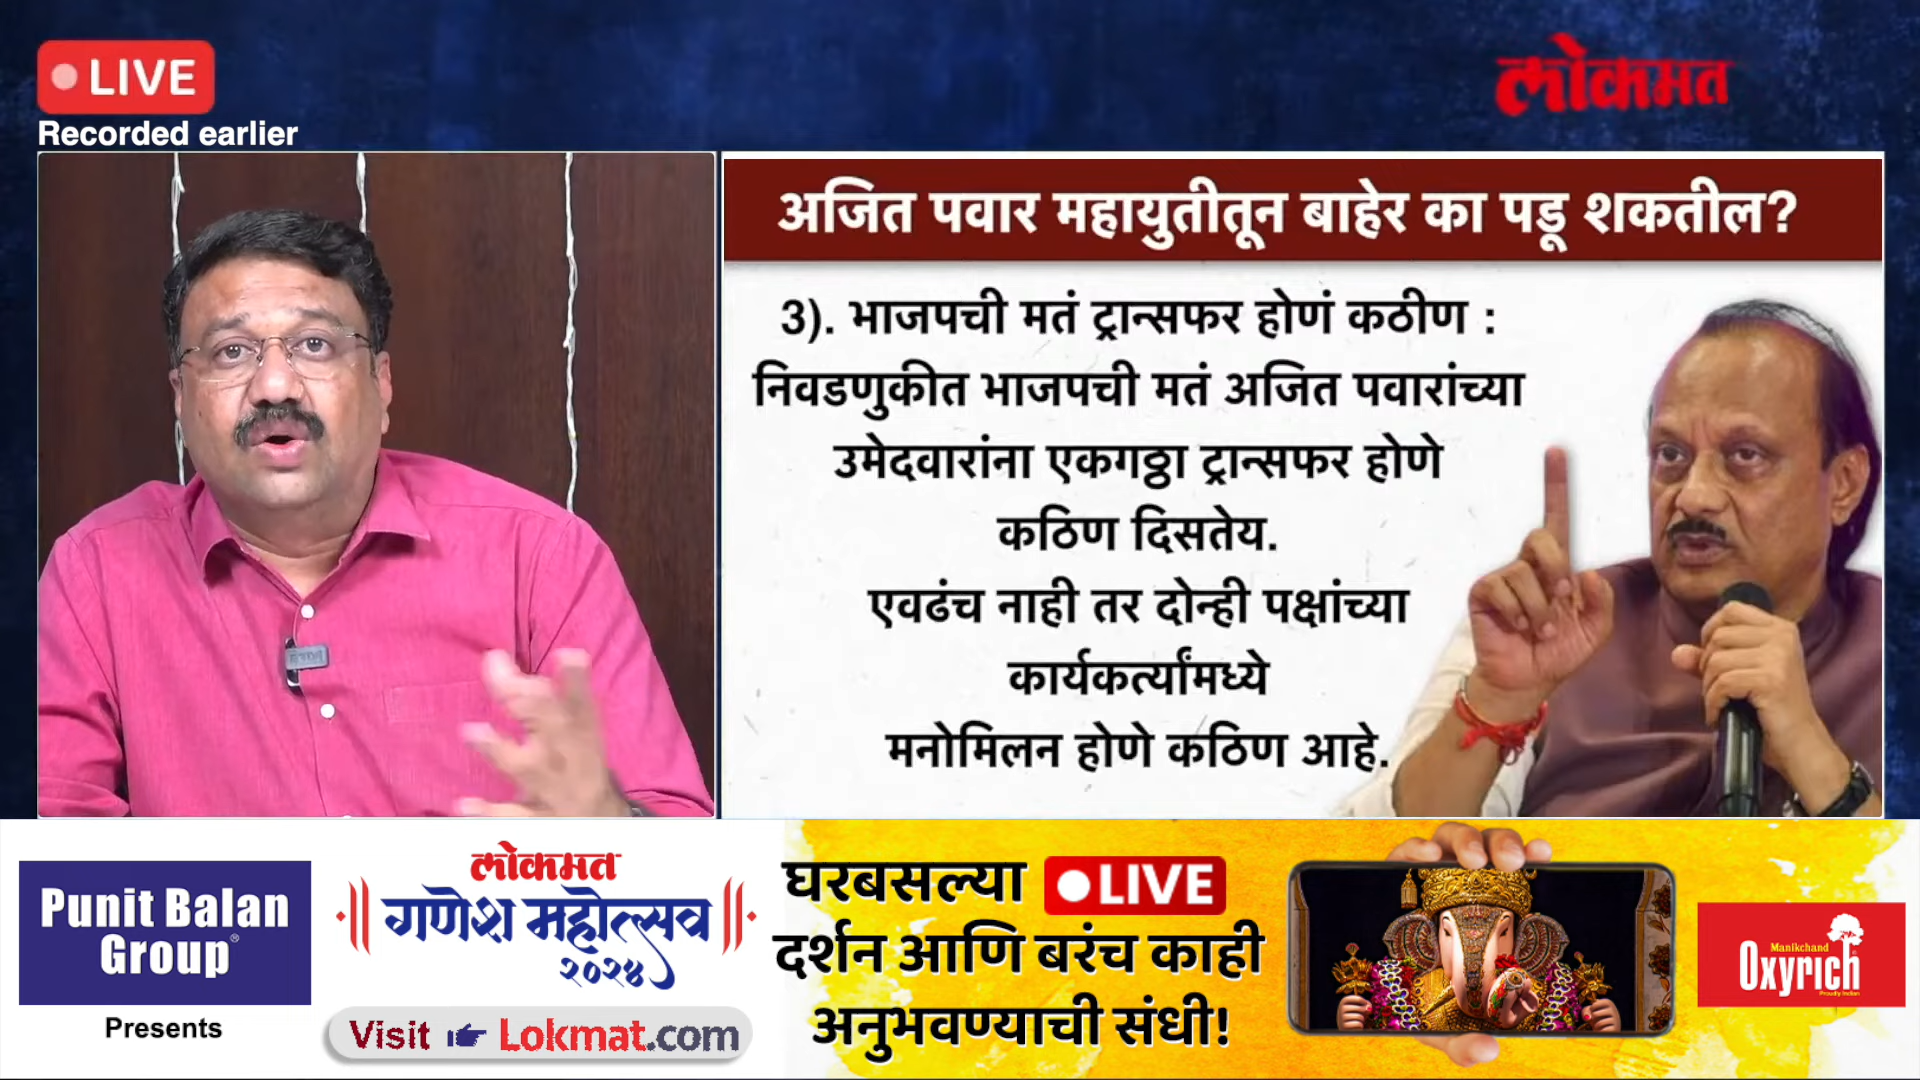 LIVE
Recorded earlier
लोकमत
अजित पवार महायुतीतून बाहेर का पडू शकतील?
3). भाजपची मतं ट्रान्सफर होणं कठीण :
निवडणुकीत भाजपची मतं अजित पवारांच्या
उमेदवारांना एकगठ्ठा ट्रान्सफर होणे
कठिण दिसतेय.
एवढंच नाही तर दोन्ही पक्षांच्या
कार्यकर्त्यांमध्ये
मनोमिलन होणे कठिण आहे.
Punit Balan
Group®
Presents
लोकमत
गणेश महोत्सव
२०२४
Visit Lokmat.com
घरबसल्या LIVE
दर्शन आणि बरंच काही
अनुभवण्याची संधी!
Manikchand
Oxyrich
Proudly Indian